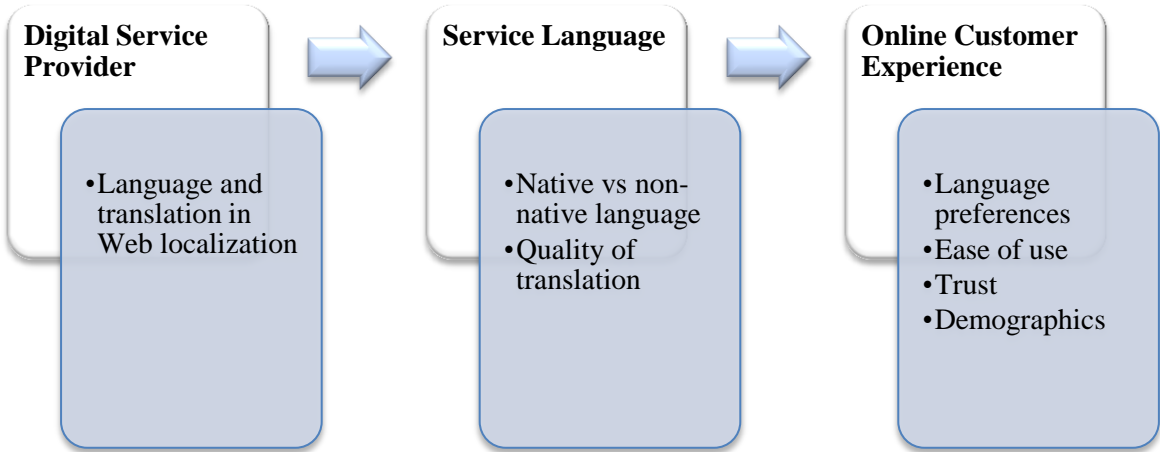 Digital Service
Provider
•Language and
translation in
Web localization
Service Language
•Native vs non-
native language
•Quality of
translation
Online Customer
Experience
•Language
preferences
•Ease of use
•Trust
•Demographics